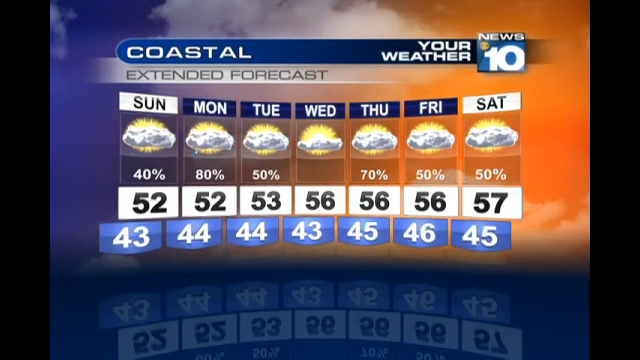 COASTAL
YOUR WEATHER
NEWS 10
EXTENDED FORECAST
SUN MON TUE WED THU FRI SAT
40% 80% 50% 70% 50% 50%
52 52 53 56 56 56 57
43 44 44 43 45 46 45